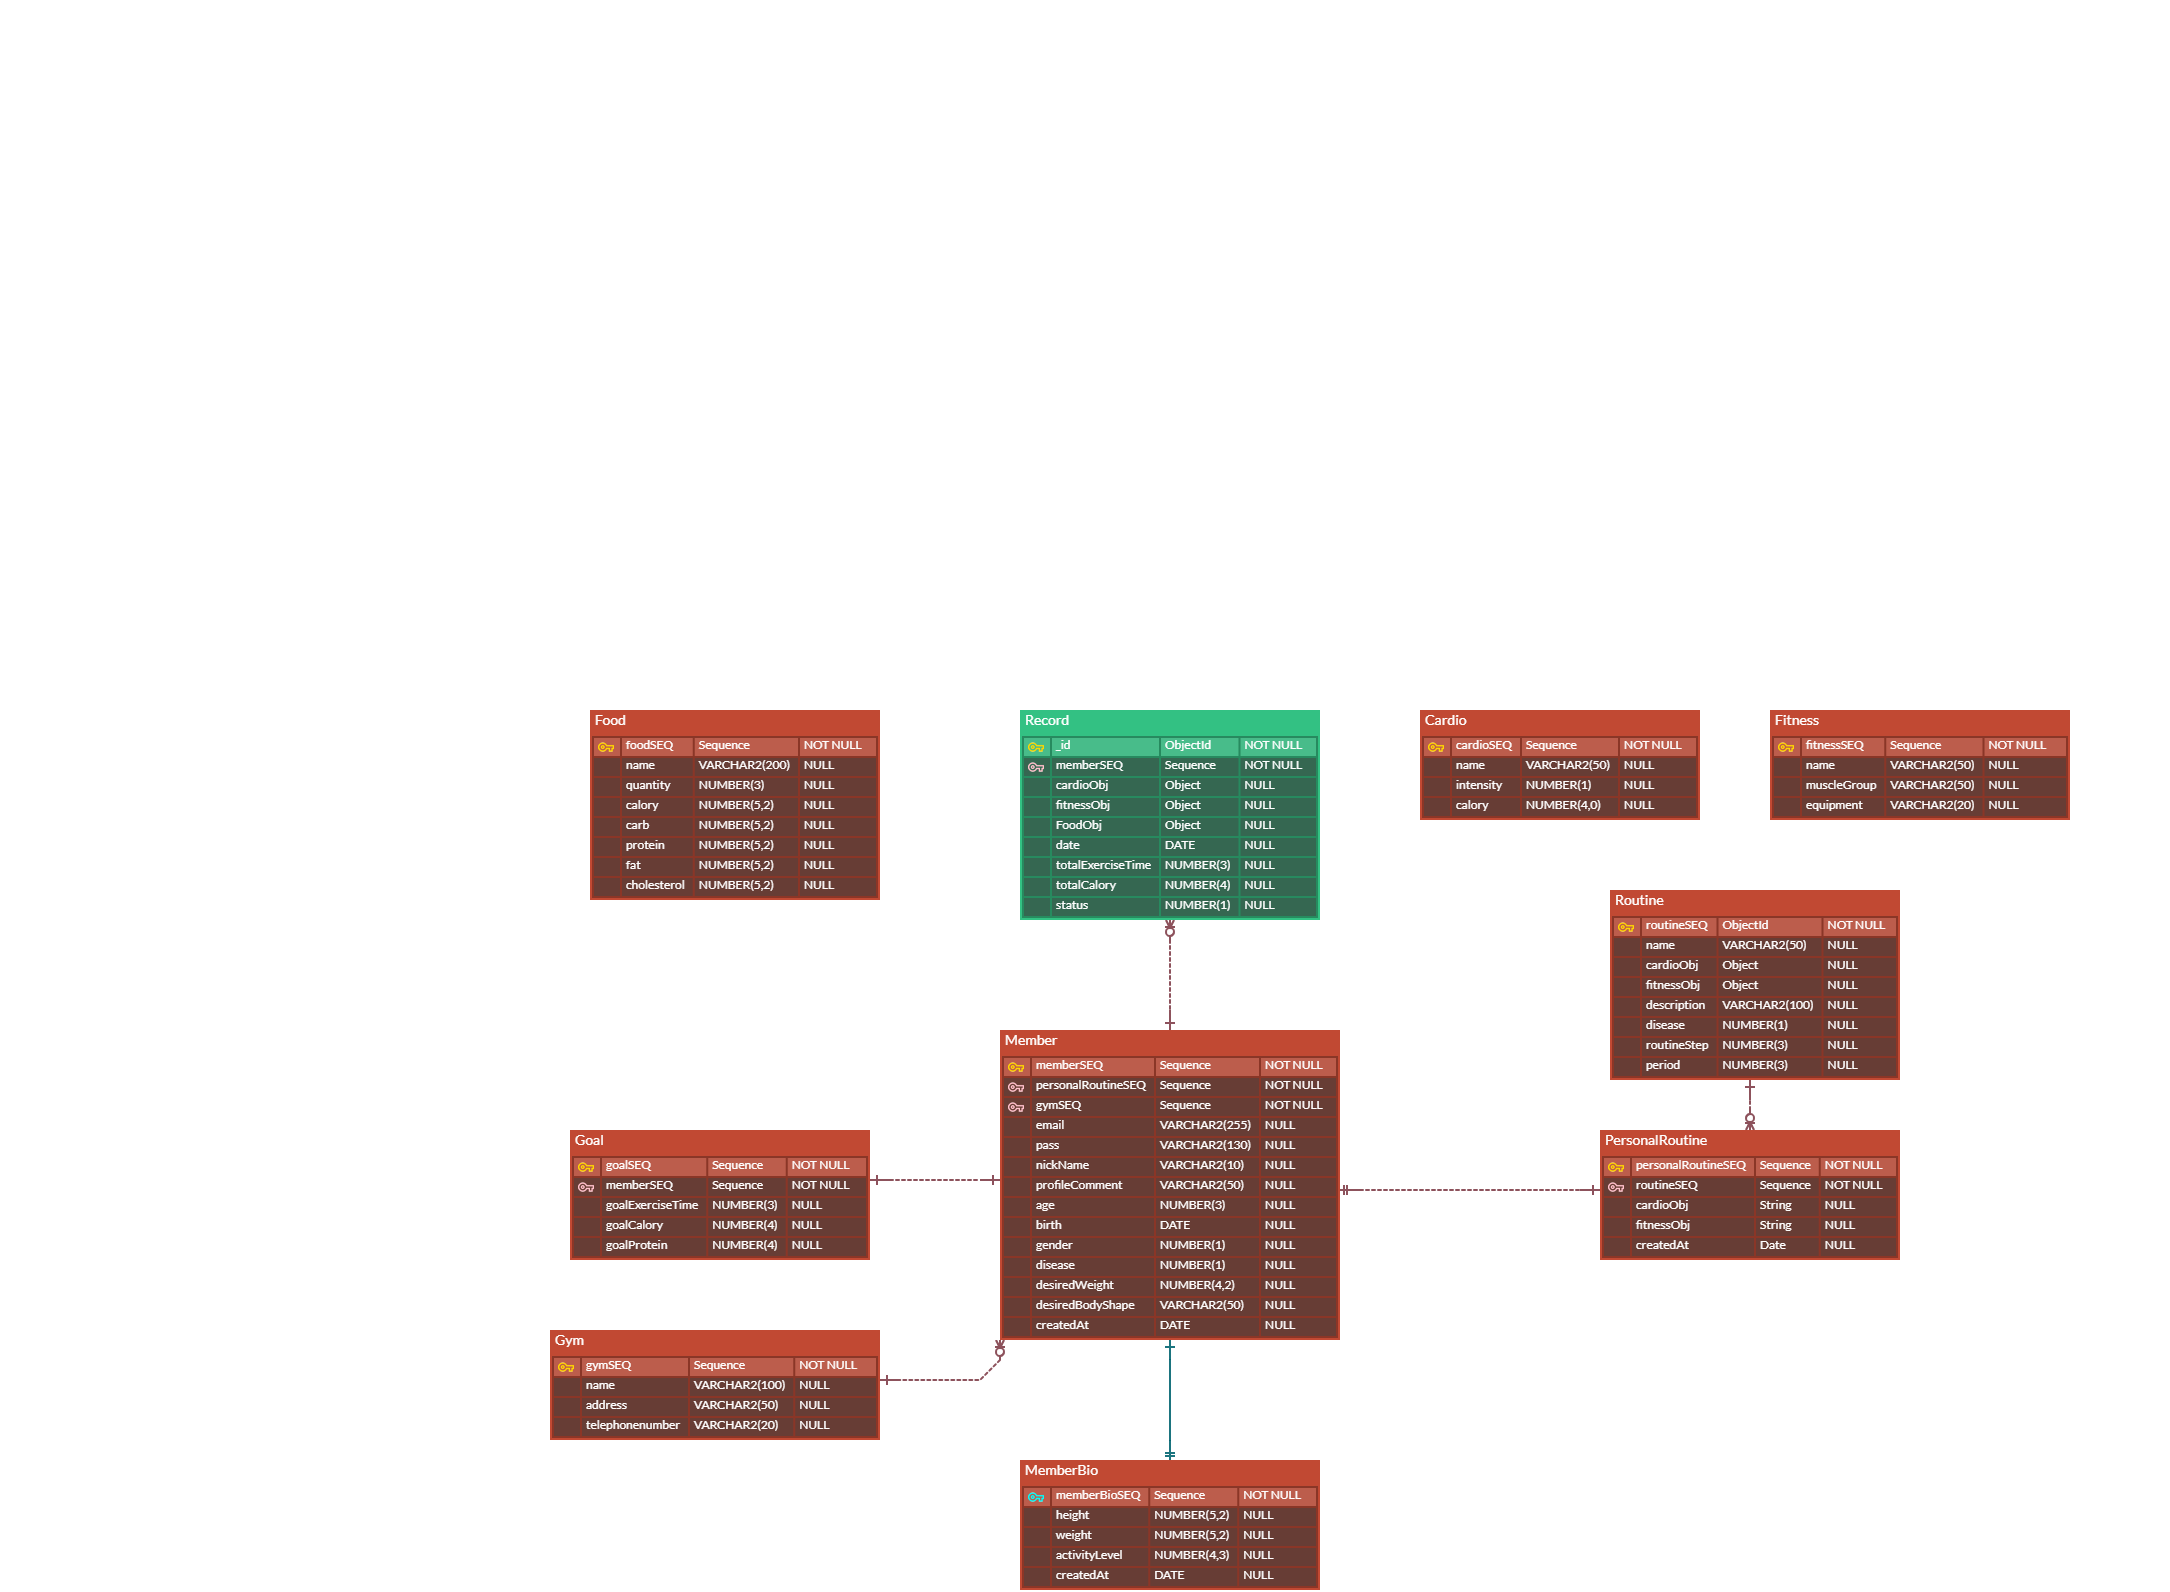 Food
foodSEQ Sequence NOT NULL
name VARCHAR2(200) NULL
quantity NUMBER(3) NULL
calory NUMBER(5,2) NULL
carb NUMBER(5,2) NULL
protein NUMBER(5,2) NULL
fat NUMBER(5,2) NULL
cholesterol NUMBER(5,2) NULL
Record
_id ObjectId NOT NULL
memberSEQ Sequence NOT NULL
cardioObj Object NULL
fitnessObj Object NULL
FoodObj Object NULL
date DATE NULL
totalExerciseTime NUMBER(3) NULL
totalCalory NUMBER(4) NULL
status NUMBER(1) NULL
Cardio
cardioSEQ Sequence NOT NULL
name VARCHAR2(50) NULL
intensity NUMBER(1) NULL
calory NUMBER(4,0) NULL
Fitness
fitnessSEQ Sequence NOT NULL
name VARCHAR2(50) NULL
muscleGroup VARCHAR2(50) NULL
equipment VARCHAR2(20) NULL
Routine
routineSEQ ObjectId NOT NULL
name VARCHAR2(50) NULL
cardioObj Object NULL
fitnessObj Object NULL
description VARCHAR2(100) NULL
disease NUMBER(1) NULL
routineStep NUMBER(3) NULL
period NUMBER(3) NULL
Member
memberSEQ Sequence NOT NULL
personalRoutineSEQ Sequence NOT NULL
gymSEQ Sequence NOT NULL
email VARCHAR2(255) NULL
pass VARCHAR2(130) NULL
nickName VARCHAR2(10) NULL
profileComment VARCHAR2(50) NULL
age NUMBER(3) NULL
birth DATE NULL
gender NUMBER(1) NULL
disease NUMBER(1) NULL
desiredWeight NUMBER(4,2) NULL
desiredBodyShape VARCHAR2(50) NULL
createdAt DATE NULL
Goal
goalSEQ Sequence NOT NULL
memberSEQ Sequence NOT NULL
goalExerciseTime NUMBER(3) NULL
goalCalory NUMBER(4) NULL
goalProtein NUMBER(4) NULL
PersonalRoutine
personalRoutineSEQ Sequence NOT NULL
routineSEQ Sequence NOT NULL
cardioObj String NULL
fitnessObj String NULL
createdAt Date NULL
Gym
gymSEQ Sequence NOT NULL
name VARCHAR2(100) NULL
address VARCHAR2(50) NULL
telephonenumber VARCHAR2(20) NULL
MemberBio
memberBioSEQ Sequence NOT NULL
height NUMBER(5,2) NULL
weight NUMBER(5,2) NULL
activityLevel NUMBER(4,3) NULL
createdAt DATE NULL